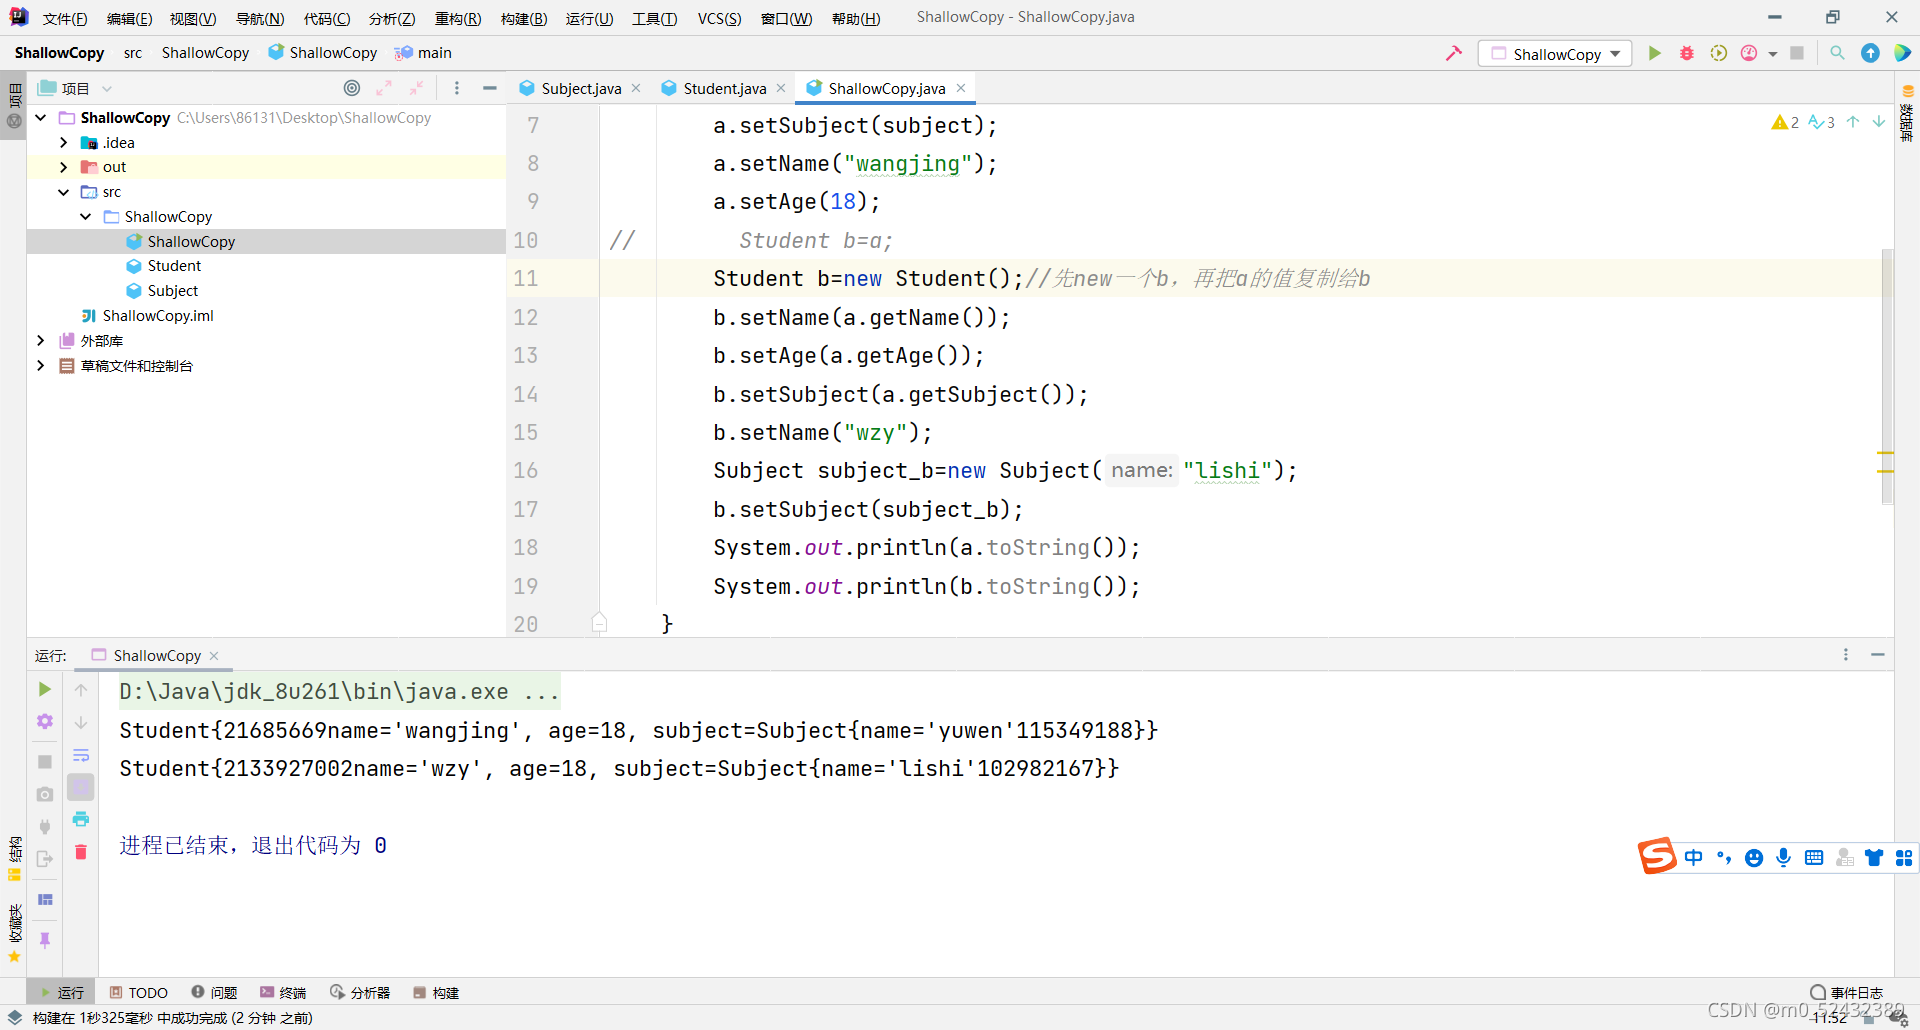 文件(F) 编辑(E) 视图(V) 导航(N) 代码(C) 分析(Z) 重构(R) 构建(B) 运行(U) 工具(T) VCS(S) 窗口(W) 帮助(H) ShallowCopy - ShallowCopy.java
ShallowCopy src ShallowCopy ShallowCopy main ShallowCopy
项目
项目
Subject.java Student.java ShallowCopy.java
数据库
ShallowCopy C:\Users\86131\Desktop\ShallowCopy
.idea
out
src
ShallowCopy
ShallowCopy
Student
Subject
ShallowCopy.iml
外部库
草稿文件和控制台
2 3
7 a.setSubject(subject);
8 a.setName("wangjing");
9 a.setAge(18);
10 // Student b=a;
11 Student b=new Student();//先new一个b，再把a的值复制给b
12 b.setName(a.getName());
13 b.setAge(a.getAge());
14 b.setSubject(a.getSubject());
15 b.setName("wzy");
16 Subject subject_b=new Subject( name: "lishi");
17 b.setSubject(subject_b);
18 System.out.println(a.toString());
19 System.out.println(b.toString());
20 }
运行: ShallowCopy
D:\Java\jdk_8u261\bin\java.exe ...
Student{21685669name='wangjing', age=18, subject=Subject{name='yuwen'115349188}}
Student{2133927002name='wzy', age=18, subject=Subject{name='lishi'102982167}}
进程已结束，退出代码为 0
结构
收藏夹
中
运行 TODO 问题 终端 分析器 构建 事件日志
构建在 1秒325毫秒 中成功完成 (2 分钟 之前) 11:52
CSDN @m0_52432389